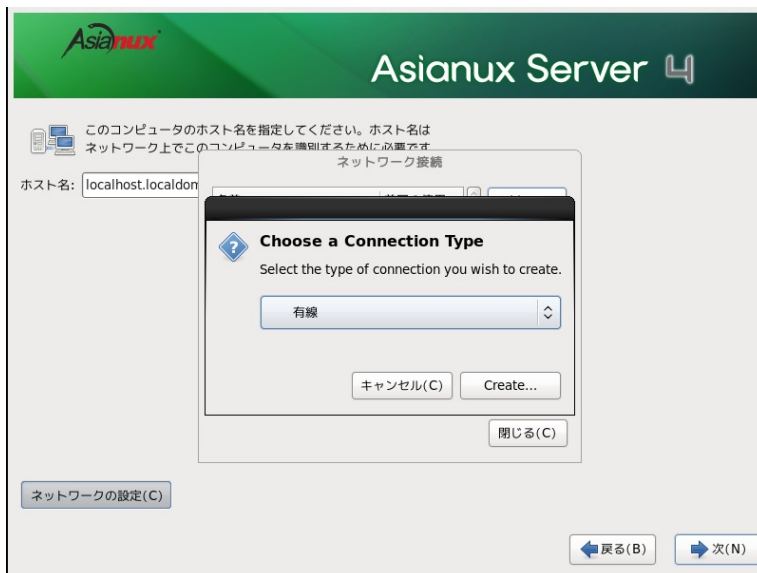 Asianux
Asianux Server 4
このコンピュータのホスト名を指定してください。ホスト名は
ネットワーク上でこのコンピュータを識別するために必要です
ネットワーク接続
ホスト名: localhost.localdom
Choose a Connection Type
Select the type of connection you wish to create.
有線
キャンセル(C) Create...
閉じる(C)
ネットワークの設定(C)
戻る(B) 次(N)